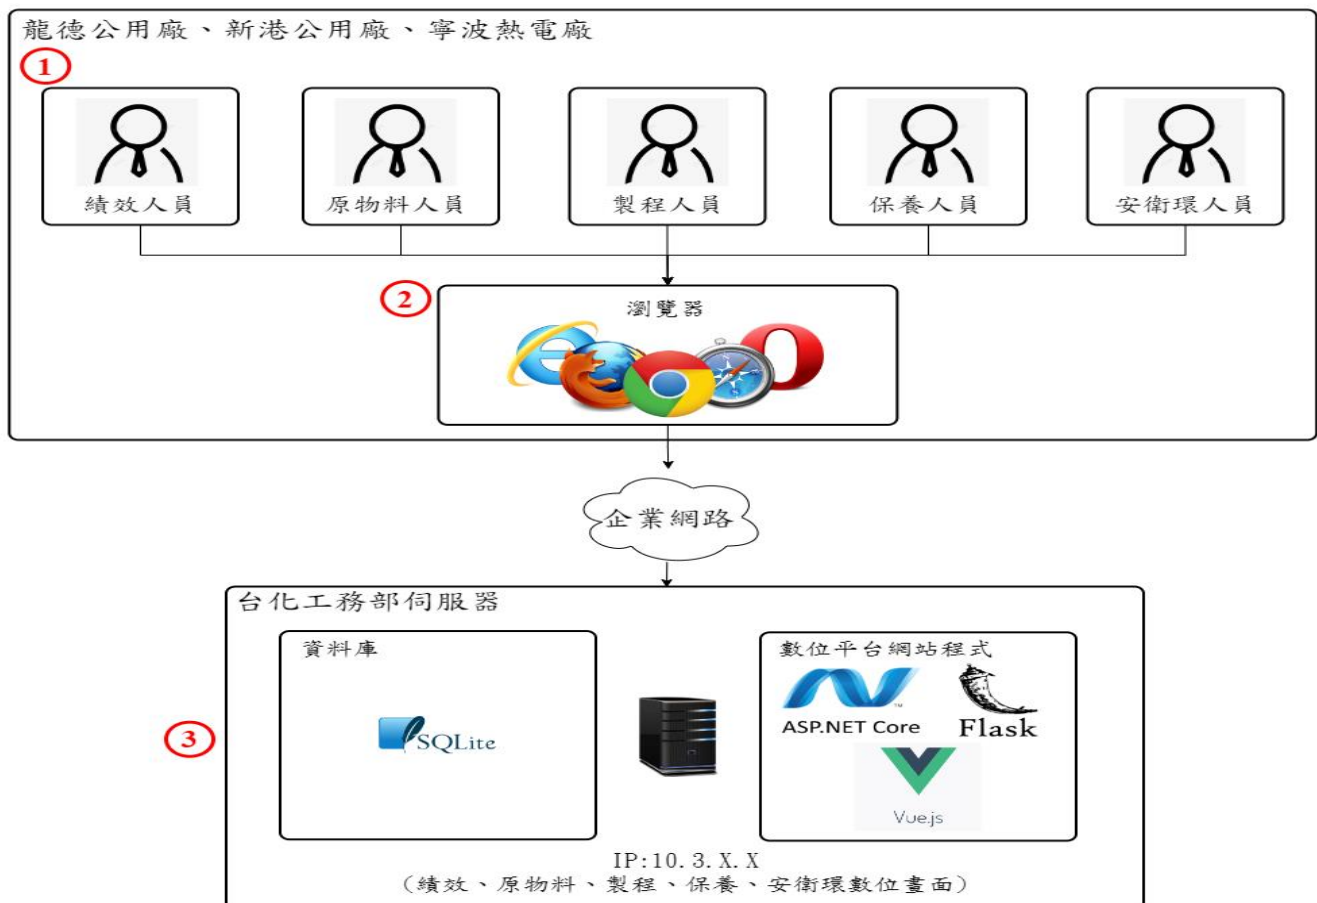 龍德公用廠、新港公用廠、寧波熱電廠
1
績效人員
原物料人員
製程人員
保養人員
安衛環人員
2
瀏覽器
企業網路
台化工務部伺服器
資料庫
數位平台網站程式
TM
ASP.NET Core
Flask
3
SQLite
Vue.js
IP:10.3.X.X
(績效、原物料、製程、保養、安衛環數位畫面)